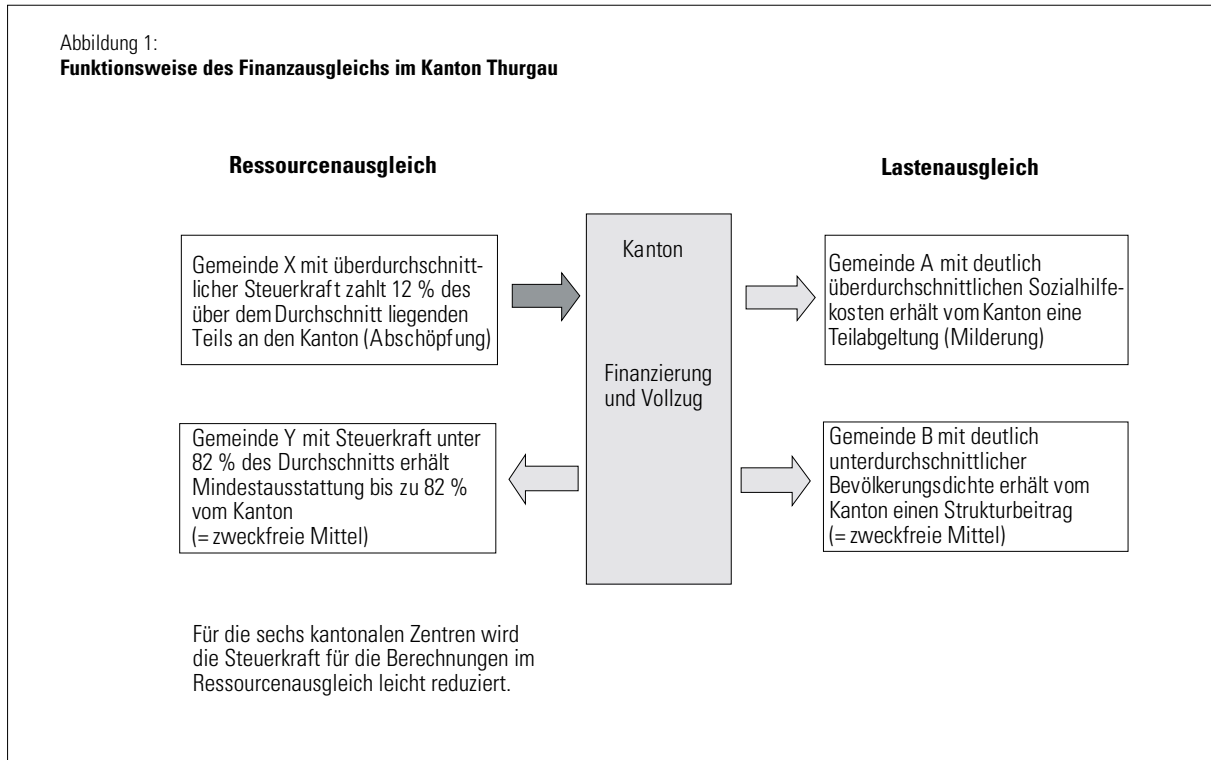 Abbildung 1:
Funktionsweise des Finanzausgleichs im Kanton Thurgau
Ressourcenausgleich
Gemeinde X mit überdurchschnitt-
licher Steuerkraft zahlt 12 % des
über dem Durchschnitt liegenden
Teils an den Kanton (Abschöpfung)
Gemeinde Y mit Steuerkraft unter
82 % des Durchschnitts erhält
Mindestausstattung bis zu 82 %
vom Kanton
(= zweckfreie Mittel)
Für die sechs kantonalen Zentren wird
die Steuerkraft für die Berechnungen im
Ressourcenausgleich leicht reduziert.
Kanton
Finanzierung
und Vollzug
Lastenausgleich
Gemeinde A mit deutlich
überdurchschnittlichen Sozialhilfe-
kosten erhält vom Kanton eine
Teilabgeltung (Milderung)
Gemeinde B mit deutlich
unterdurchschnittlicher
Bevölkerungsdichte erhält vom
Kanton einen Strukturbeitrag
(= zweckfreie Mittel)